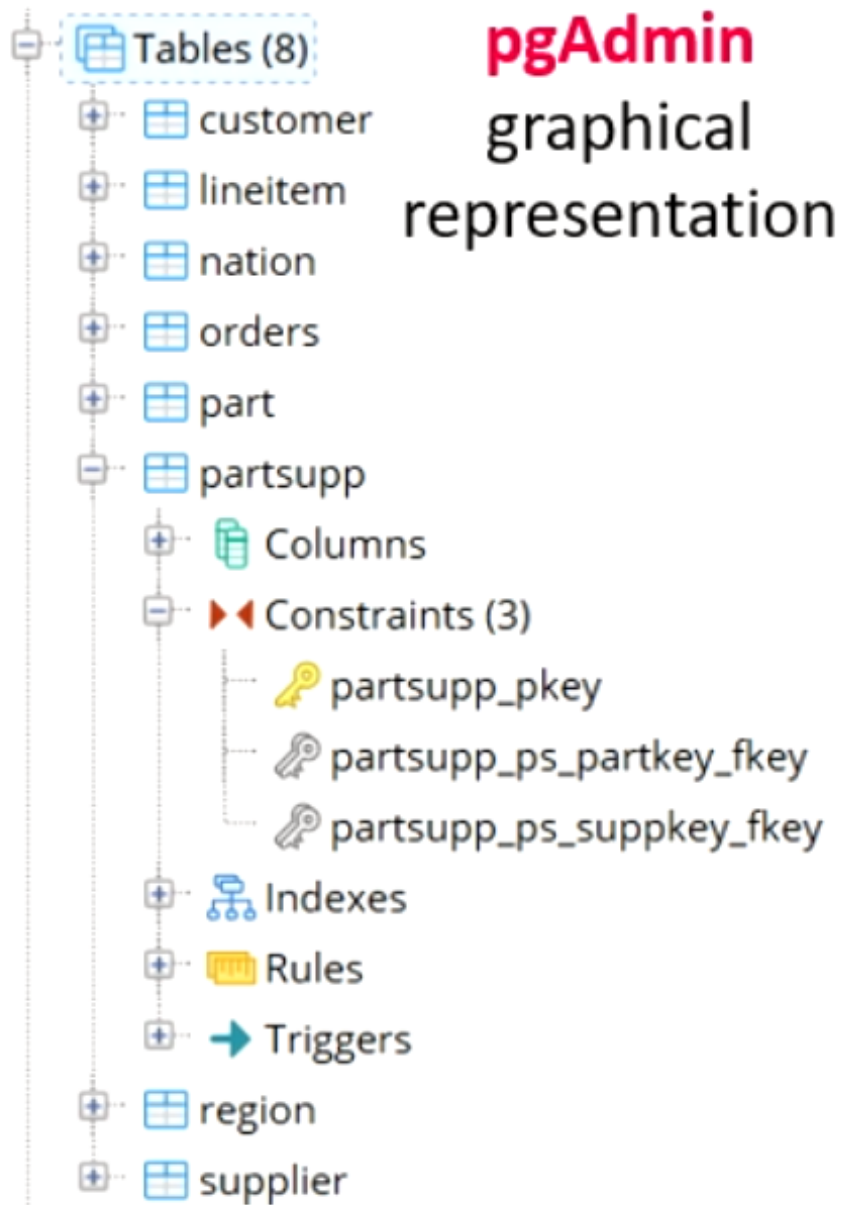 Tables (8)
pgAdmin
graphical
representation
customer
lineitem
nation
orders
part
partsupp
Columns
Constraints (3)
partsupp_pkey
partsupp_ps_partkey_fkey
partsupp_ps_suppkey_fkey
Indexes
Rules
Triggers
region
supplier